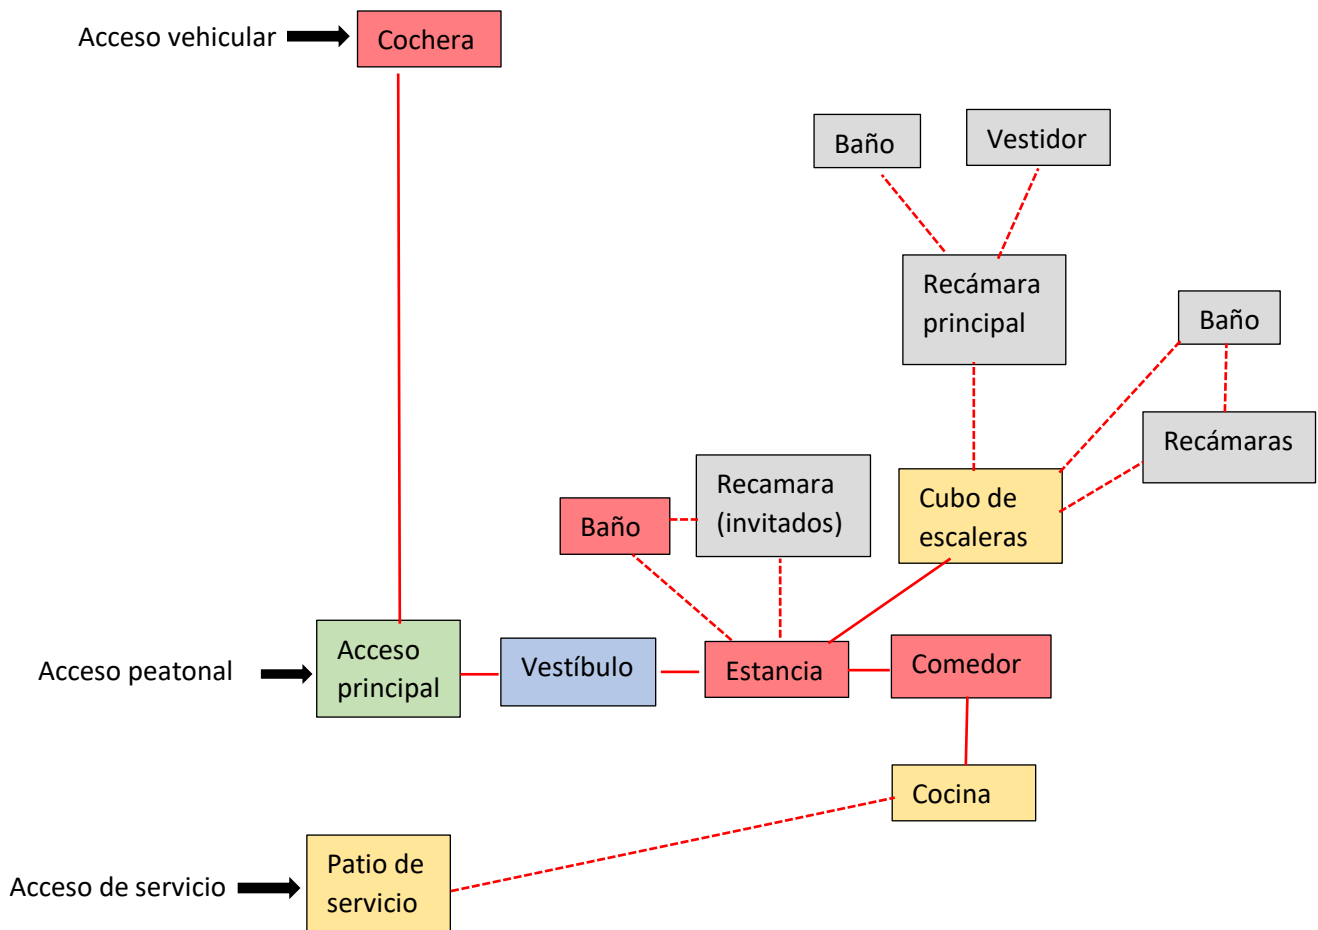 Acceso vehicular
Cochera
Baño
Vestidor
Recámara
principal
Baño
Recámaras
Recamara
(invitados)
Baño
Cubo de
escaleras
Acceso peatonal
Acceso
principal
Vestíbulo
Estancia
Comedor
Cocina
Acceso de servicio
Patio de
servicio